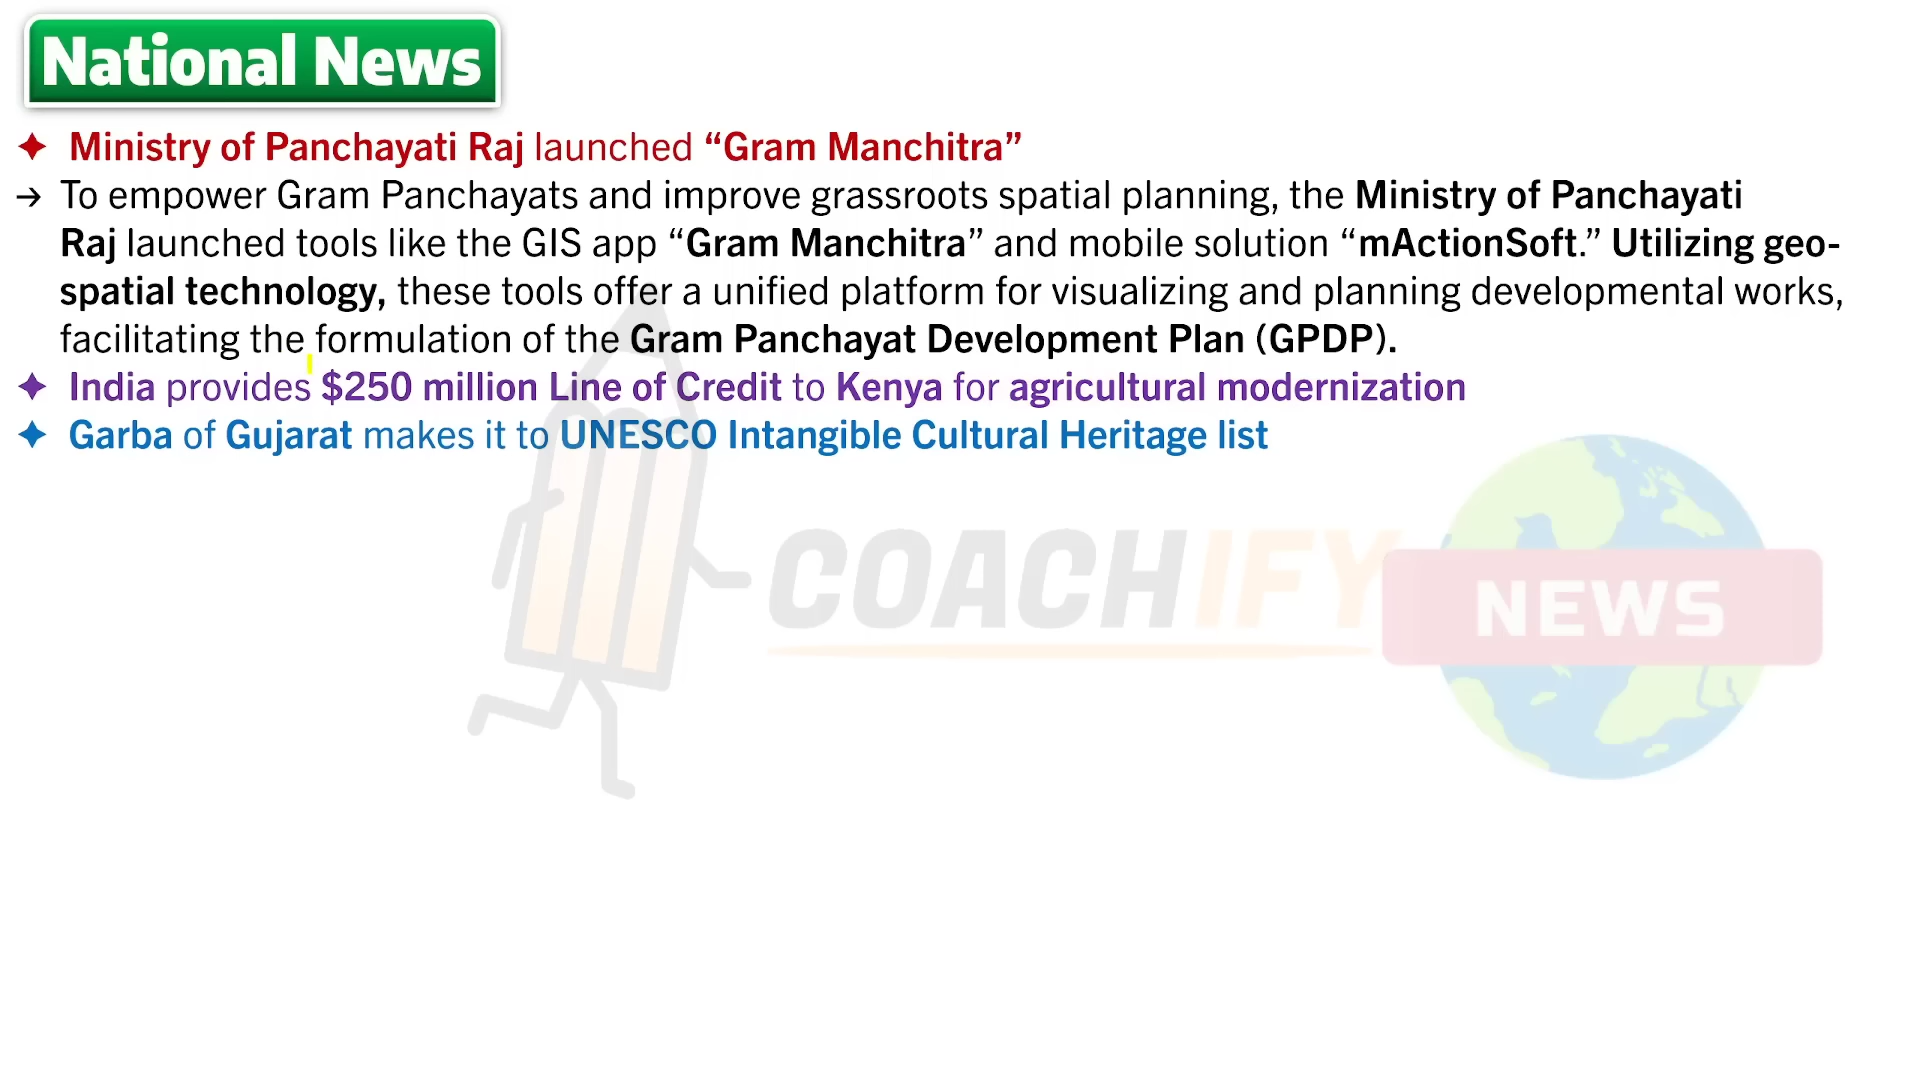 National News
✦ Ministry of Panchayati Raj launched “Gram Manchitra”
→ To empower Gram Panchayats and improve grassroots spatial planning, the Ministry of Panchayati
Raj launched tools like the GIS app “Gram Manchitra” and mobile solution “mActionSoft.” Utilizing geo-
spatial technology, these tools offer a unified platform for visualizing and planning developmental works,
facilitating the formulation of the Gram Panchayat Development Plan (GPDP).
✦ India provides $250 million Line of Credit to Kenya for agricultural modernization
✦ Garba of Gujarat makes it to UNESCO Intangible Cultural Heritage list
COACHIFY
NEWS